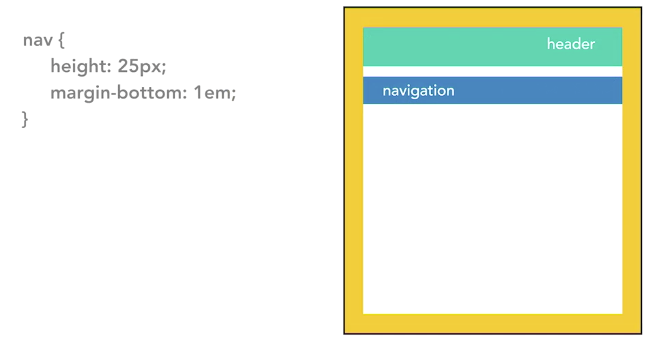 nav {
height: 25px;
margin-bottom: 1em;
}
header
navigation